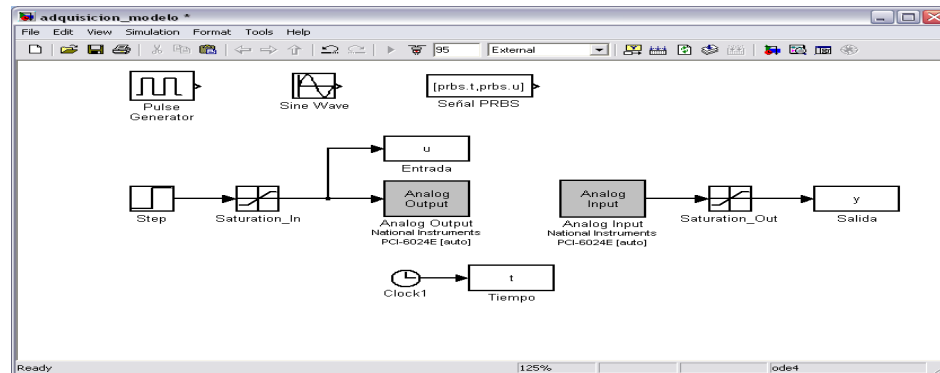 adquisicion_modelo *
File Edit View Simulation Format Tools Help
95 External
[prbs.t,prbs.u]
Pulse
Generator
Sine Wave
Señal PRBS
u
Entrada
Step
Saturation_In
Analog
Output
Analog Output
National Instruments
PCI-6024E [auto]
Analog
Input
Analog Input
National Instruments
PCI-6024E [auto]
Saturation_Out
y
Salida
Clock1
t
Tiempo
Ready 125% ode4